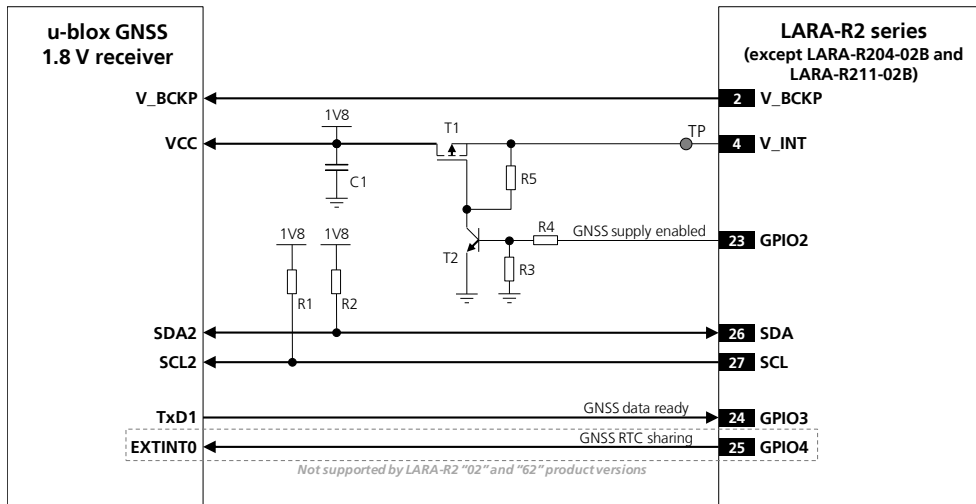 u-blox GNSS
1.8 V receiver
LARA-R2 series
(except LARA-R204-02B and
LARA-R211-02B)
V_BCKP
2 V_BCKP
1V8
T1
TP
VCC
4 V_INT
C1
R5
R4
GNSS supply enabled
23 GPIO2
1V8
1V8
T2
R3
R1
R2
SDA2
26 SDA
SCL2
27 SCL
TxD1
GNSS data ready
24 GPIO3
EXTINT0
GNSS RTC sharing
25 GPIO4
Not supported by LARA-R2 "02" and "62" product versions